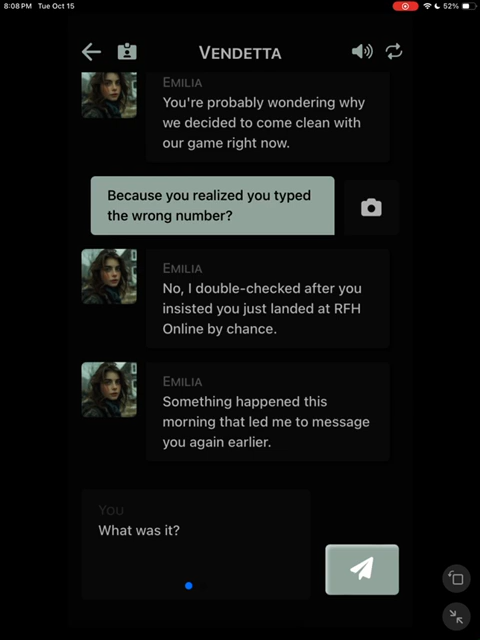 8:08 PM Tue Oct 15
52%
VENDETTA
EMILIA
You're probably wondering why
we decided to come clean with
our game right now.
Because you realized you typed
the wrong number?
EMILIA
No, I double-checked after you
insisted you just landed at RFH
Online by chance.
EMILIA
Something happened this
morning that led me to message
you again earlier.
You
What was it?